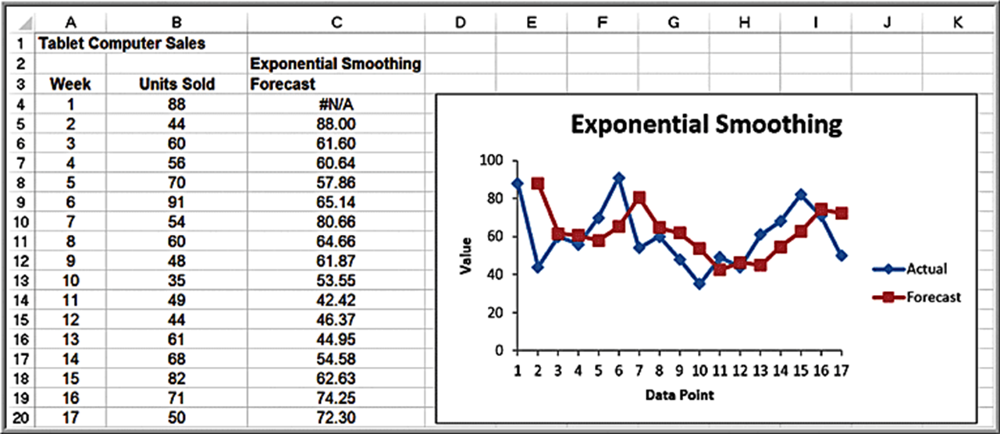 A B C D E F G H I J K
1 Tablet Computer Sales
2 Exponential Smoothing
3 Week Units Sold Forecast
4 1 88 #N/A
5 2 44 88.00
6 3 60 61.60
7 4 56 60.64
8 5 70 57.86
9 6 91 65.14
10 7 54 80.66
11 8 60 64.66
12 9 48 61.87
13 10 35 53.55
14 11 49 42.42
15 12 44 46.37
16 13 61 44.95
17 14 68 54.58
18 15 82 62.63
19 16 71 74.25
20 17 50 72.30
Exponential Smoothing
100
80
60
40
20
0
Value
1 2 3 4 5 6 7 8 9 10 11 12 13 14 15 16 17
Data Point
Actual
Forecast